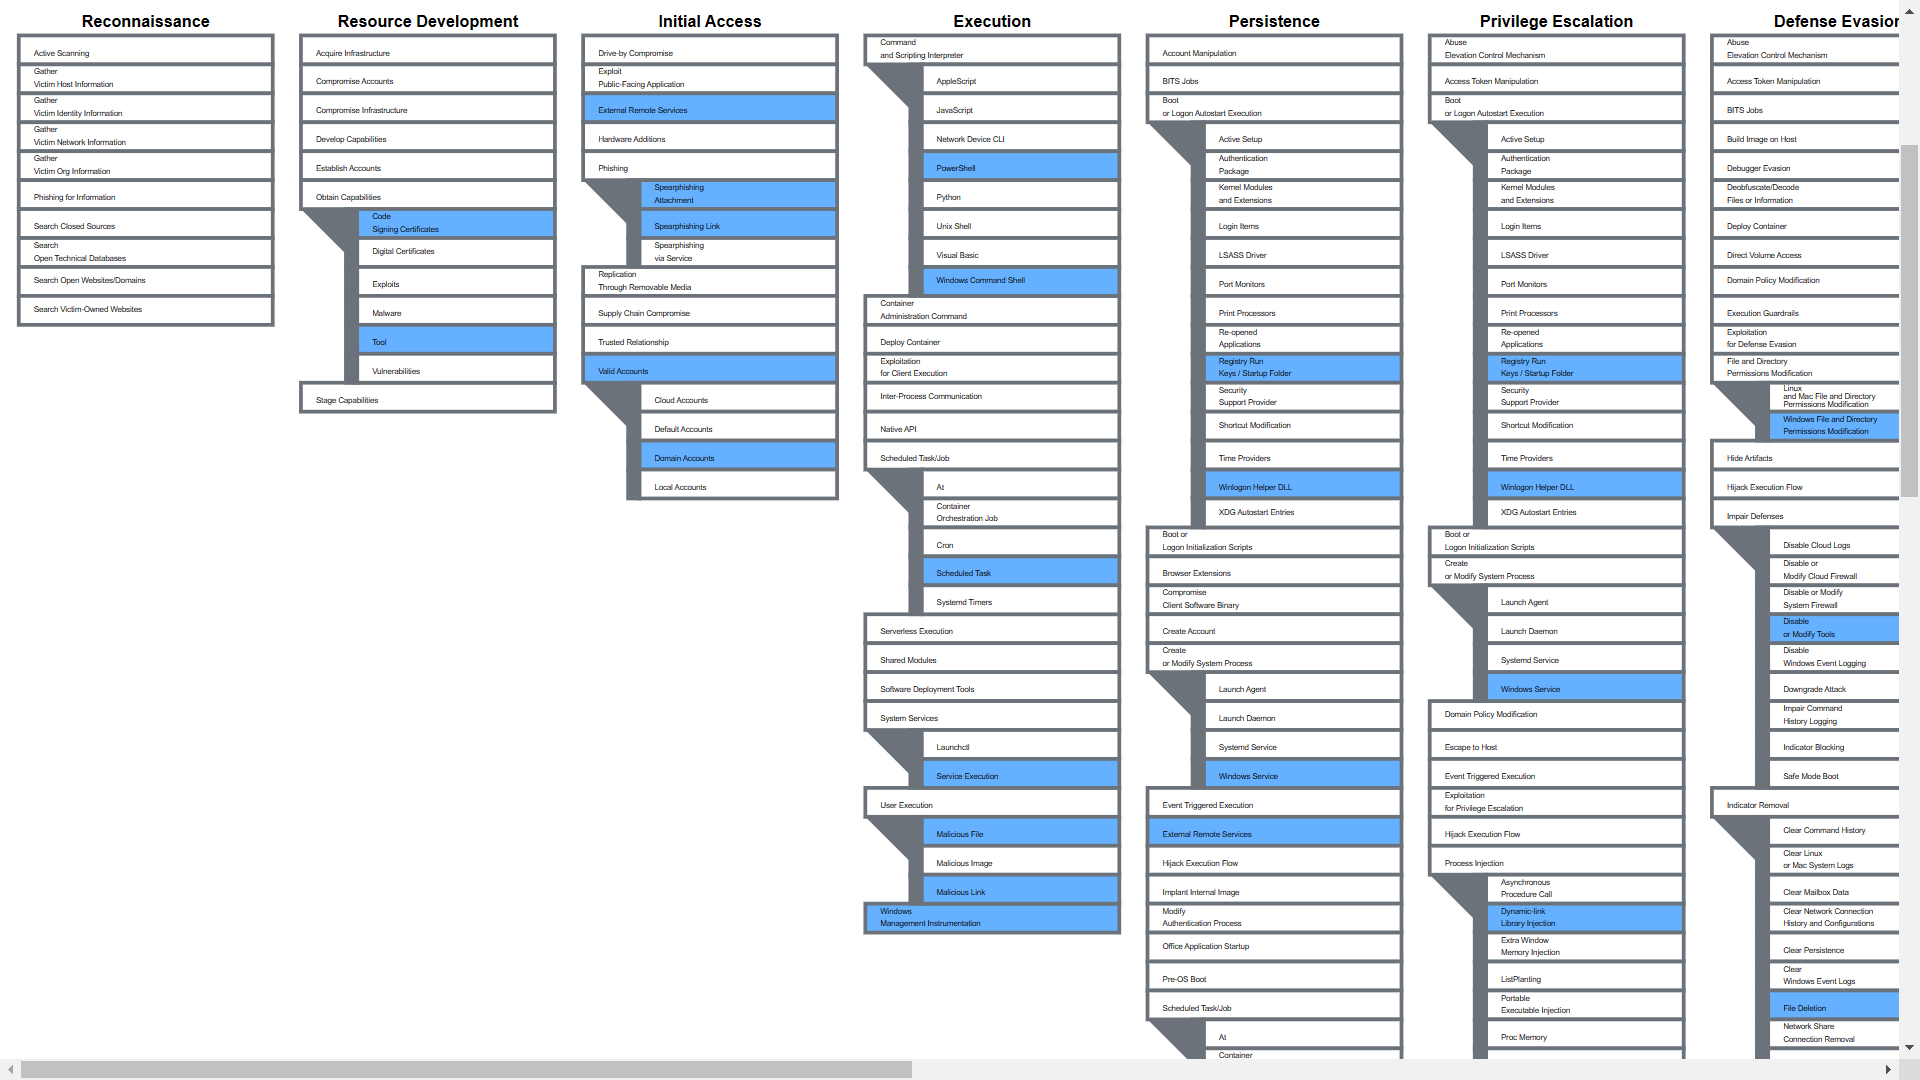 Reconnaissance
Active Scanning
Gather
Victim Host Information
Gather
Victim Identity Information
Gather
Victim Network Information
Gather
Victim Org Information
Phishing for Information
Search Closed Sources
Search
Open Technical Databases
Search Open Websites/Domains
Search Victim-Owned Websites
Resource Development
Acquire Infrastructure
Compromise Accounts
Compromise Infrastructure
Develop Capabilities
Establish Accounts
Obtain Capabilities
Code
Signing Certificates
Digital Certificates
Exploits
Malware
Tool
Vulnerabilities
Stage Capabilities
Initial Access
Drive-by Compromise
Exploit
Public-Facing Application
External Remote Services
Hardware Additions
Phishing
Spearphishing
Attachment
Spearphishing Link
Spearphishing
via Service
Replication
Through Removable Media
Supply Chain Compromise
Trusted Relationship
Valid Accounts
Cloud Accounts
Default Accounts
Domain Accounts
Local Accounts
Execution
Command
and Scripting Interpreter
AppleScript
JavaScript
Network Device CLI
PowerShell
Python
Unix Shell
Visual Basic
Windows Command Shell
Container
Administration Command
Deploy Container
Exploitation
for Client Execution
Inter-Process Communication
Native API
Scheduled Task/Job
At
Container
Orchestration Job
Cron
Scheduled Task
Systemd Timers
Serverless Execution
Shared Modules
Software Deployment Tools
System Services
Launchctl
Service Execution
User Execution
Malicious File
Malicious Image
Malicious Link
Windows
Management Instrumentation
Persistence
Account Manipulation
BITS Jobs
Boot
or Logon Autostart Execution
Active Setup
Authentication
Package
Kernel Modules
and Extensions
Login Items
LSASS Driver
Port Monitors
Print Processors
Re-opened
Applications
Registry Run
Keys / Startup Folder
Security
Support Provider
Shortcut Modification
Time Providers
Winlogon Helper DLL
XDG Autostart Entries
Boot or
Logon Initialization Scripts
Browser Extensions
Compromise
Client Software Binary
Create Account
Create
or Modify System Process
Launch Agent
Launch Daemon
Systemd Service
Windows Service
Event Triggered Execution
External Remote Services
Hijack Execution Flow
Implant Internal Image
Modify
Authentication Process
Office Application Startup
Pre-OS Boot
Scheduled Task/Job
At
Container
Privilege Escalation
Abuse
Elevation Control Mechanism
Access Token Manipulation
Boot
or Logon Autostart Execution
Active Setup
Authentication
Package
Kernel Modules
and Extensions
Login Items
LSASS Driver
Port Monitors
Print Processors
Re-opened
Applications
Registry Run
Keys / Startup Folder
Security
Support Provider
Shortcut Modification
Time Providers
Winlogon Helper DLL
XDG Autostart Entries
Boot or
Logon Initialization Scripts
Create
or Modify System Process
Launch Agent
Launch Daemon
Systemd Service
Windows Service
Domain Policy Modification
Escape to Host
Event Triggered Execution
Exploitation
for Privilege Escalation
Hijack Execution Flow
Process Injection
Asynchronous
Procedure Call
Dynamic-link
Library Injection
Extra Window
Memory Injection
ListPlanting
Portable
Executable Injection
Proc Memory
Defense Evasion
Abuse
Elevation Control Mechanism
Access Token Manipulation
BITS Jobs
Build Image on Host
Debugger Evasion
Deobfuscate/Decode
Files or Information
Deploy Container
Direct Volume Access
Domain Policy Modification
Execution Guardrails
Exploitation
for Defense Evasion
File and Directory
Permissions Modification
Linux
and Mac File and Directory
Permissions Modification
Windows File and Directory
Permissions Modification
Hide Artifacts
Hijack Execution Flow
Impair Defenses
Disable Cloud Logs
Disable or
Modify Cloud Firewall
Disable or Modify
System Firewall
Disable
or Modify Tools
Disable
Windows Event Logging
Downgrade Attack
Impair Command
History Logging
Indicator Blocking
Safe Mode Boot
Indicator Removal
Clear Command History
Clear Linux
or Mac System Logs
Clear Mailbox Data
Clear Network Connection
History and Configurations
Clear Persistence
Clear
Windows Event Logs
File Deletion
Network Share
Connection Removal